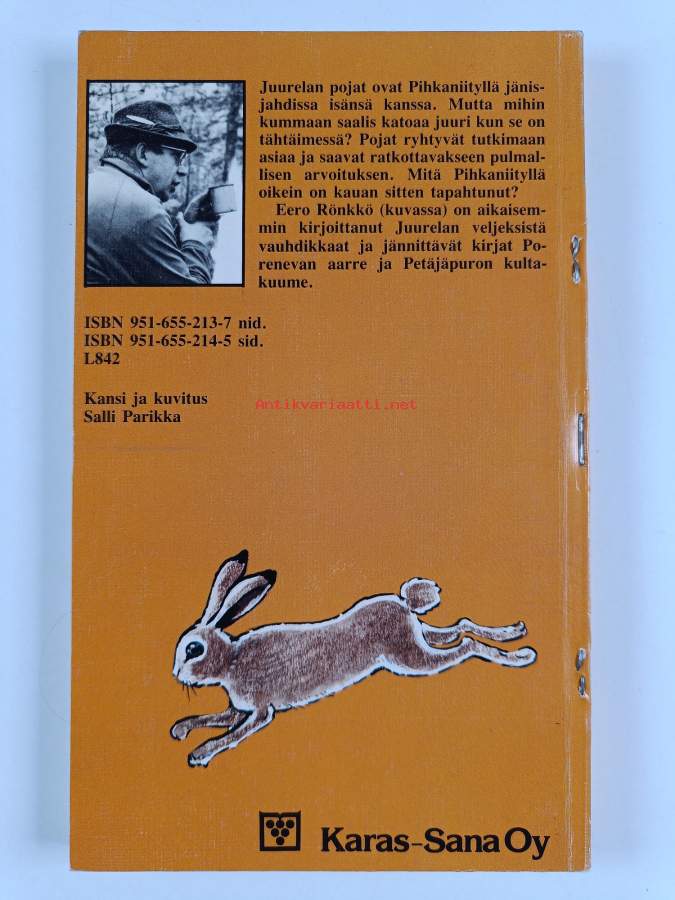 Juurelan pojat ovat Pihkaniityllä jänis-
jahdissa isänsä kanssa. Mutta mihin
kummaan saalis katoaa juuri kun se on
tähtäimessä? Pojat ryhtyvät tutkimaan
asiaa ja saavat ratkottavakseen pulmal-
lisen arvoituksen. Mitä Pihkaniityllä
oikein on kauan sitten tapahtunut?
Eero Rönkkö (kuvassa) on aikaisem-
min kirjoittanut Juurelan veljeksistä
vauhdikkaat ja jännittävät kirjat Po-
renevan aarre ja Petäjäpuron kulta-
kuume.
ISBN 951-655-213-7 nid.
ISBN 951-655-214-5 sid.
L842
Kansi ja kuvitus
Salli Parikka
Antikvariaatti.net
Karas-Sana Oy